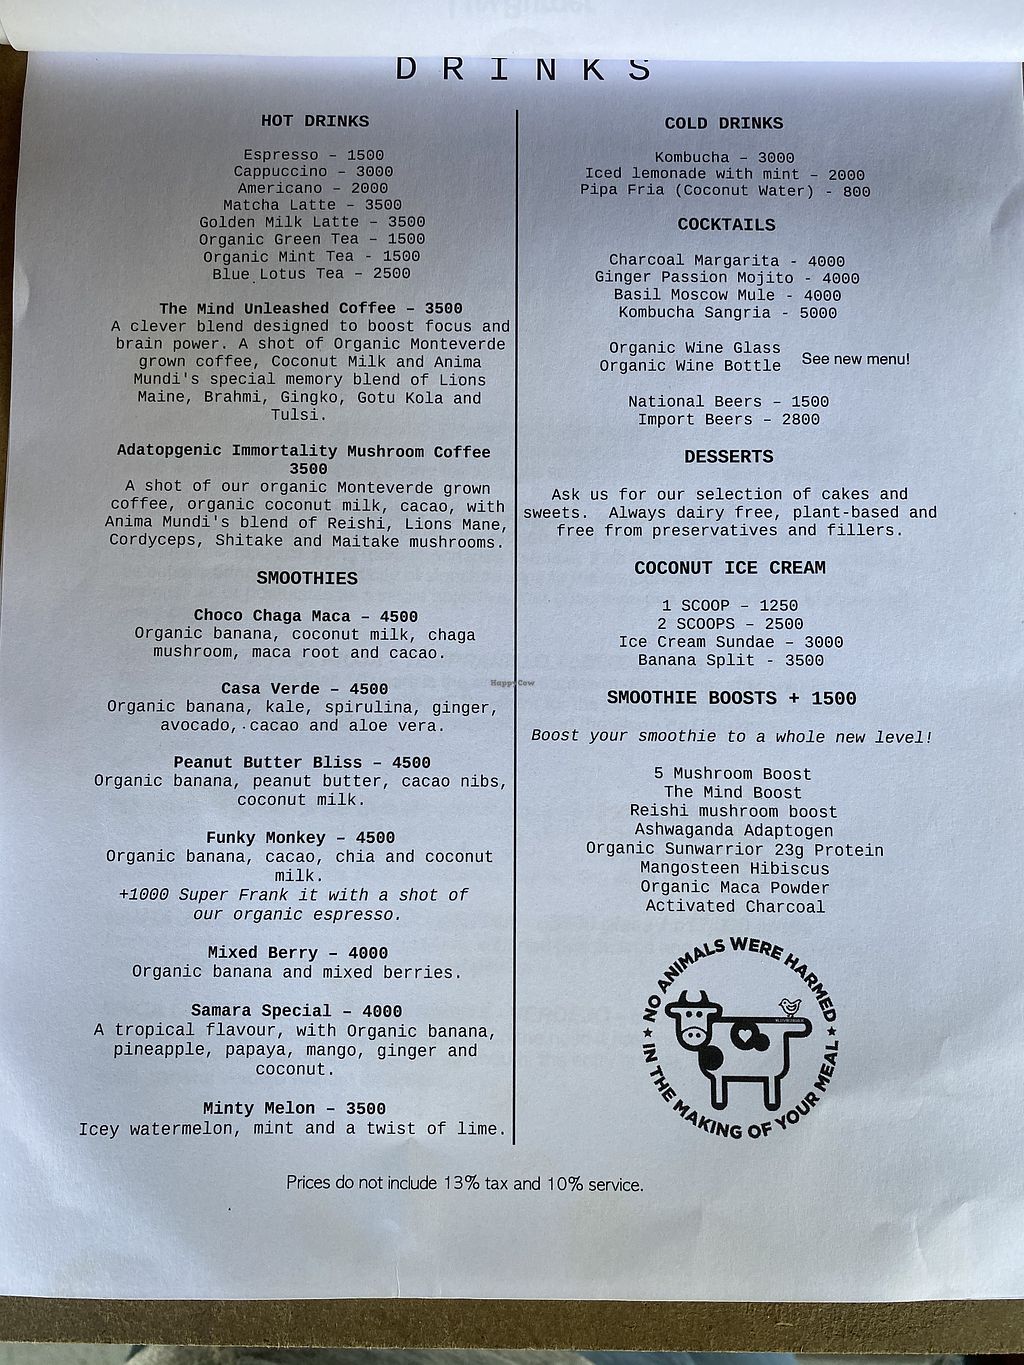 DRINKS
HOT DRINKS
Espresso – 1500
Cappuccino – 3000
Americano – 2000
Matcha Latte – 3500
Golden Milk Latte – 3500
Organic Green Tea – 1500
Organic Mint Tea - 1500
Blue Lotus Tea – 2500
The Mind Unleashed Coffee – 3500
A clever blend designed to boost focus and
brain power. A shot of Organic Monteverde
grown coffee, Coconut Milk and Anima
Mundi's special memory blend of Lions
Maine, Brahmi, Gingko, Gotu Kola and
Tulsi.
Adatopgenic Immortality Mushroom Coffee
3500
A shot of our organic Monteverde grown
coffee, organic coconut milk, cacao, with
Anima Mundi's blend of Reishi, Lions Mane,
Cordyceps, Shitake and Maitake mushrooms.
SMOOTHIES
Choco Chaga Maca – 4500
Organic banana, coconut milk, chaga
mushroom, maca root and cacao.
Casa Verde – 4500
Organic banana, kale, spirulina, ginger,
avocado, cacao and aloe vera.
Peanut Butter Bliss – 4500
Organic banana, peanut butter, cacao nibs,
coconut milk.
Funky Monkey – 4500
Organic banana, cacao, chia and coconut
milk.
+1000 Super Frank it with a shot of
our organic espresso.
Mixed Berry – 4000
Organic banana and mixed berries.
Samara Special – 4000
A tropical flavour, with Organic banana,
pineapple, papaya, mango, ginger and
coconut.
Minty Melon – 3500
Icey watermelon, mint and a twist of lime.
COLD DRINKS
Kombucha – 3000
Iced lemonade with mint – 2000
Pipa Fria (Coconut Water) - 800
COCKTAILS
Charcoal Margarita - 4000
Ginger Passion Mojito - 4000
Basil Moscow Mule - 4000
Kombucha Sangria - 5000
Organic Wine Glass
Organic Wine Bottle
See new menu!
National Beers – 1500
Import Beers – 2800
DESSERTS
Ask us for our selection of cakes and
sweets. Always dairy free, plant-based and
free from preservatives and fillers.
COCONUT ICE CREAM
1 SCOOP – 1250
2 SCOOPS – 2500
Ice Cream Sundae – 3000
Banana Split - 3500
HappyCow
SMOOTHIE BOOSTS + 1500
Boost your smoothie to a whole new level!
5 Mushroom Boost
The Mind Boost
Reishi mushroom boost
Ashwaganda Adaptogen
Organic Sunwarrior 23g Protein
Mangosteen Hibiscus
Organic Maca Powder
Activated Charcoal
NO ANIMALS WERE HARMED
IN THE MAKING OF YOUR MEAL
Prices do not include 13% tax and 10% service.